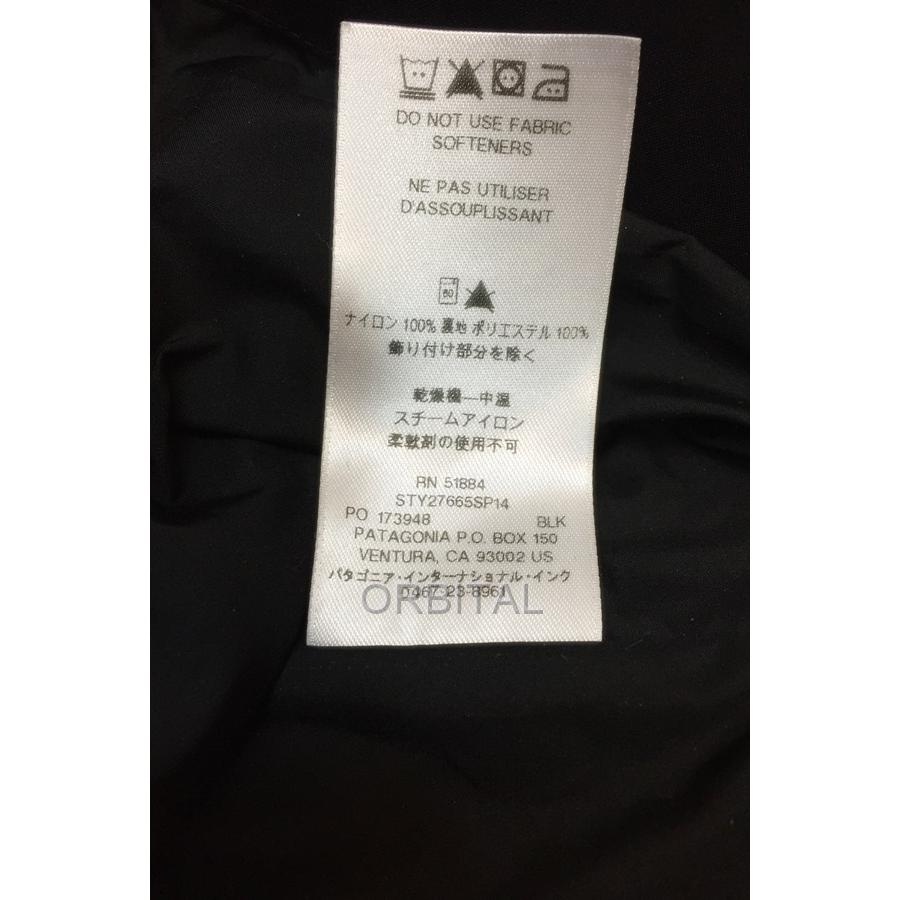 DO NOT USE FABRIC
SOFTENERS
NE PAS UTILISER
D'ASSOUPLISSANT
60
ナイロン 100% 裏地 ポリエステル 100%
飾り付け部分を除く
乾燥機—中温
スチームアイロン
柔軟剤の使用不可
RN 51884
STY27665SP14
PO 173948 BLK
PATAGONIA P.O. BOX 150
VENTURA, CA 93002 US
パタゴニア・インターナショナル・インク
0467-23-8961
ORBITAL